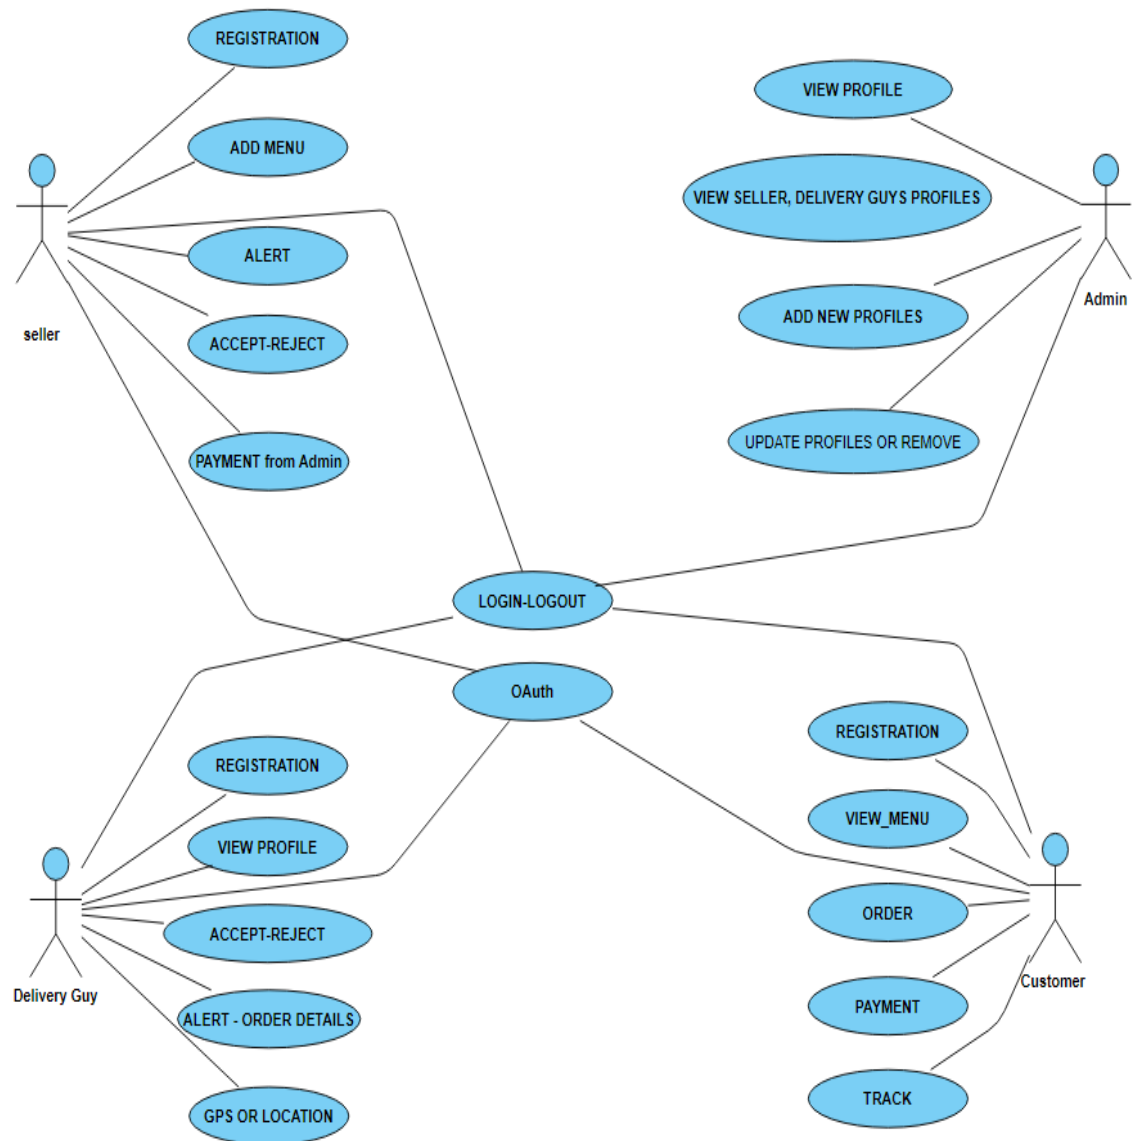 REGISTRATION
VIEW PROFILE
ADD MENU
VIEW SELLER, DELIVERY GUYS PROFILES
ALERT
seller
Admin
ADD NEW PROFILES
ACCEPT-REJECT
UPDATE PROFILES OR REMOVE
PAYMENT from Admin
LOGIN-LOGOUT
OAuth
REGISTRATION
REGISTRATION
VIEW_MENU
VIEW PROFILE
ORDER
ACCEPT-REJECT
Delivery Guy
Customer
PAYMENT
ALERT - ORDER DETAILS
TRACK
GPS OR LOCATION